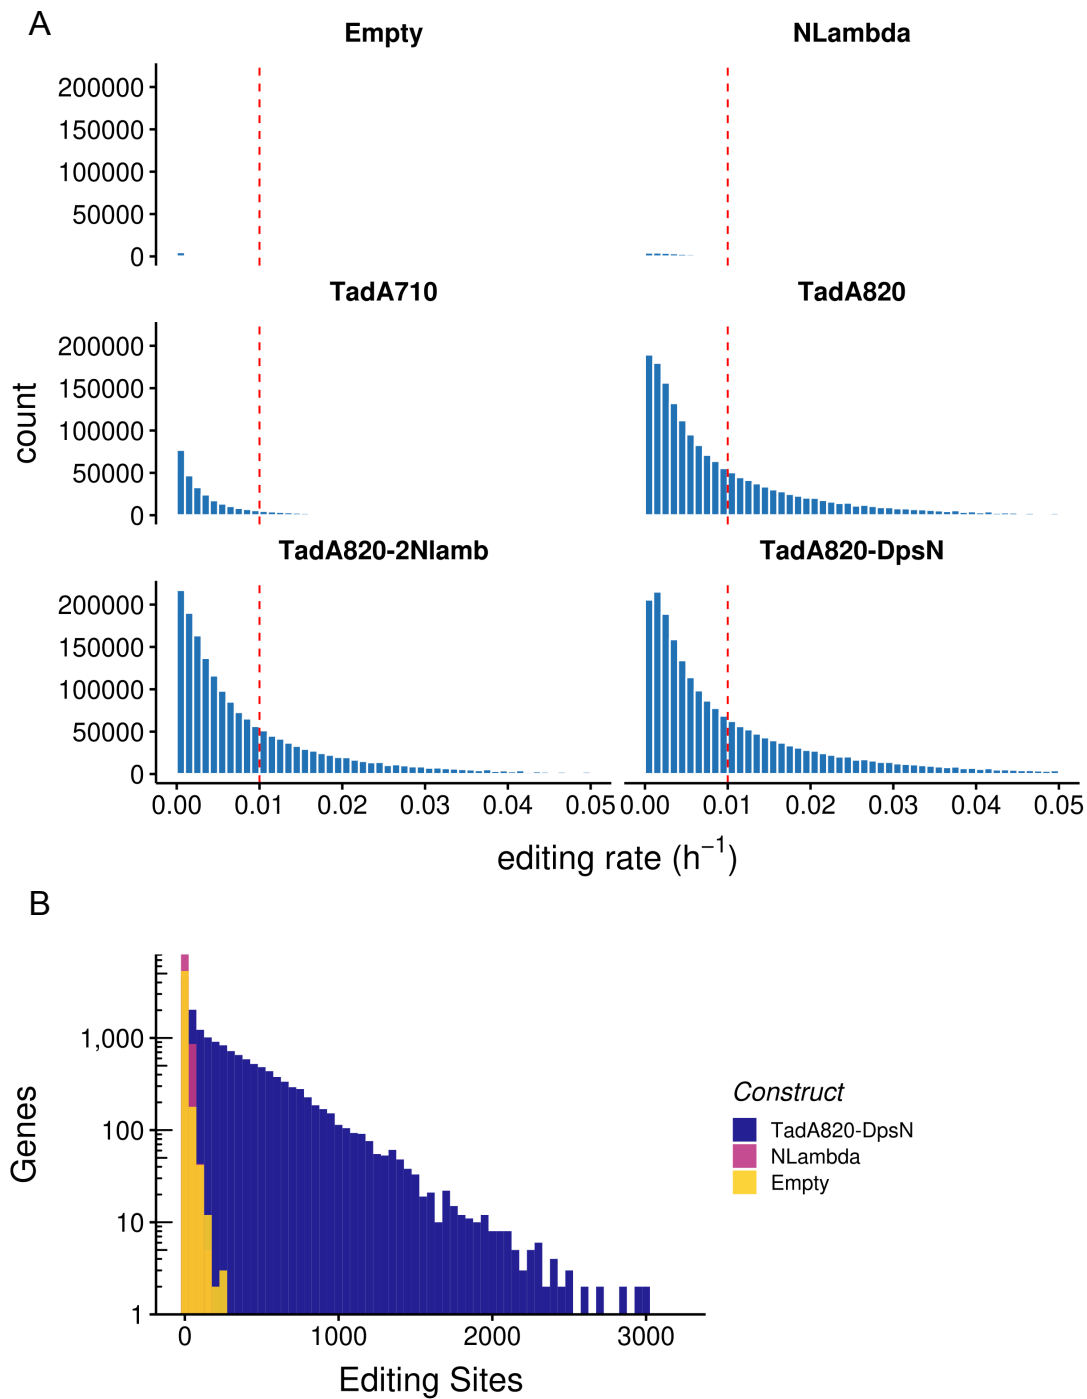 A
Empty
NLambda
200000
150000
100000
50000
0
TadA710
TadA820
count
200000
150000
100000
50000
0
TadA820-2Nlamb
TadA820-DpsN
200000
150000
100000
50000
0
0.00 0.01 0.02 0.03 0.04 0.05
0.00 0.01 0.02 0.03 0.04 0.05
editing rate (h⁻¹)
B
Genes
1,000
100
10
1
0 1000 2000 3000
Editing Sites
Construct
TadA820-DpsN
NLambda
Empty